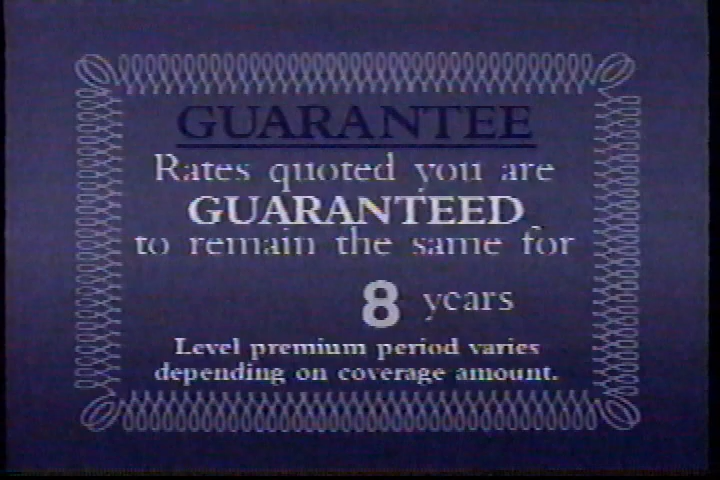 GUARANTEE
Rates quoted you are
GUARANTEED
to remain the same for
8 years
Level premium period varies
depending on coverage amount.